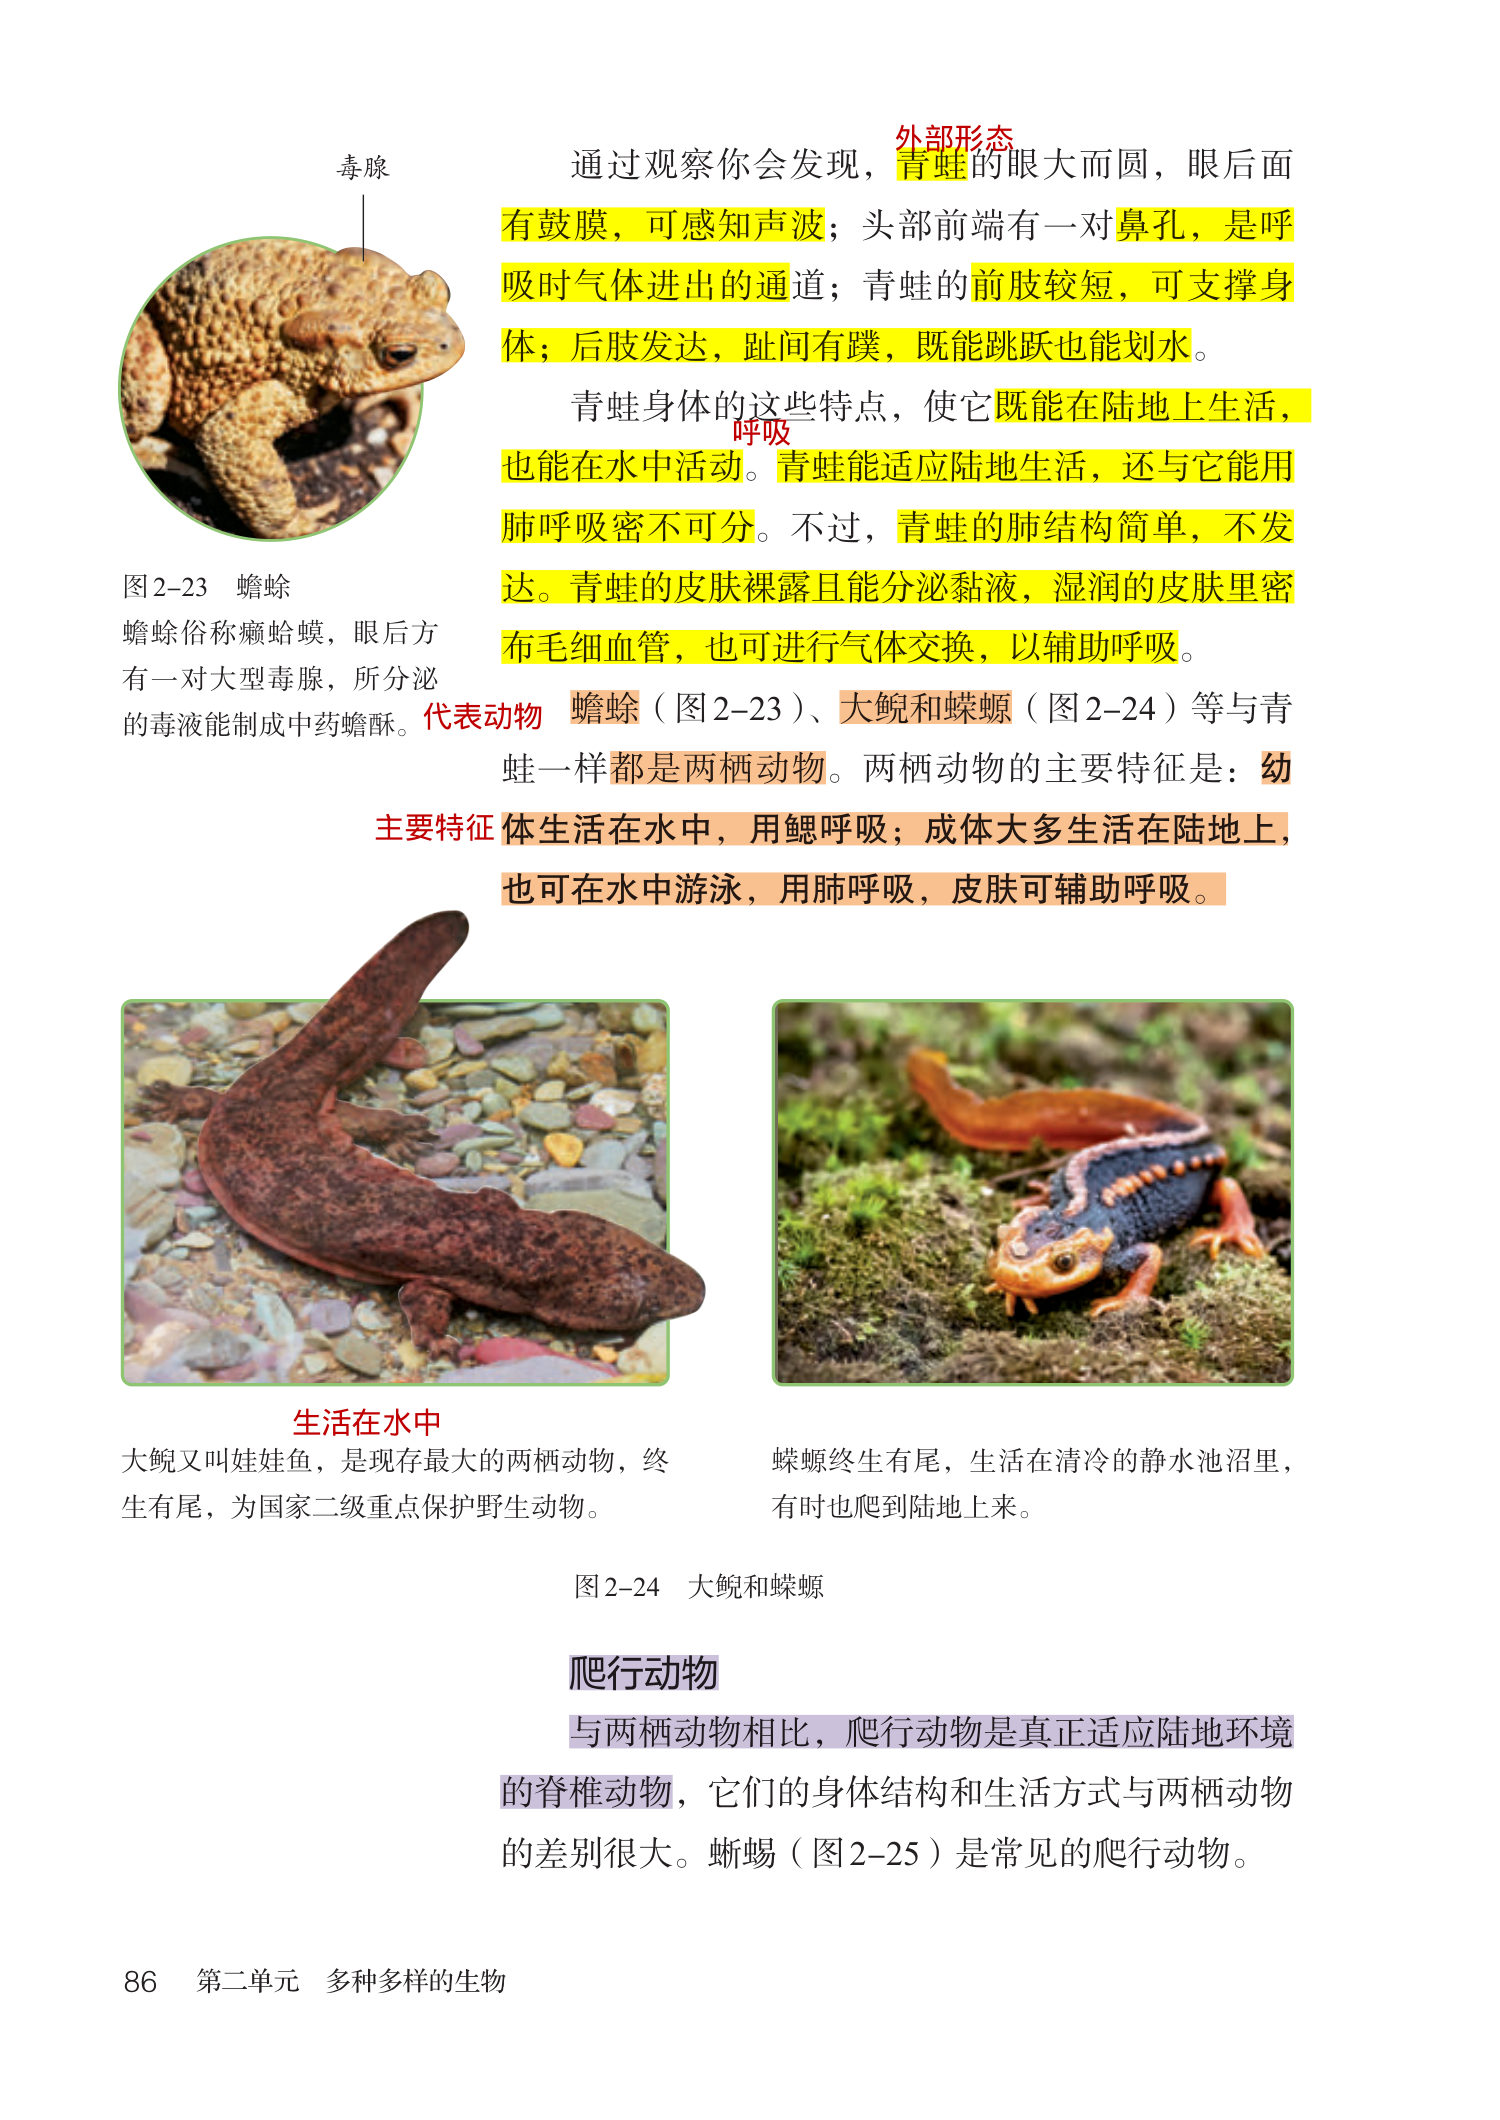 外部形态
通过观察你会发现，青蛙的眼大而圆，眼后面
有鼓膜，可感知声波；头部前端有一对鼻孔，是呼
吸时气体进出的通道；青蛙的前肢较短，可支撑身
体；后肢发达，趾间有蹼，既能跳跃也能划水。
青蛙身体的这些特点，使它既能在陆地上生活，
呼吸
也能在水中活动。青蛙能适应陆地生活，还与它能用
肺呼吸密不可分。不过，青蛙的肺结构简单，不发
达。青蛙的皮肤裸露且能分泌黏液，湿润的皮肤里密
布毛细血管，也可进行气体交换，以辅助呼吸。
毒腺
图2–23　蟾蜍
蟾蜍俗称癞蛤蟆，眼后方
有一对大型毒腺，所分泌
的毒液能制成中药蟾酥。
代表动物
蟾蜍（图2–23）、大鲵和蝾螈（图2–24）等与青
蛙一样都是两栖动物。两栖动物的主要特征是：幼
主要特征
体生活在水中，用鳃呼吸；成体大多生活在陆地上，
也可在水中游泳，用肺呼吸，皮肤可辅助呼吸。
生活在水中
大鲵又叫娃娃鱼，是现存最大的两栖动物，终
生有尾，为国家二级重点保护野生动物。
蝾螈终生有尾，生活在清冷的静水池沼里，
有时也爬到陆地上来。
图2–24　大鲵和蝾螈
爬行动物
与两栖动物相比，爬行动物是真正适应陆地环境
的脊椎动物，它们的身体结构和生活方式与两栖动物
的差别很大。蜥蜴（图2–25）是常见的爬行动物。
86　第二单元　多种多样的生物